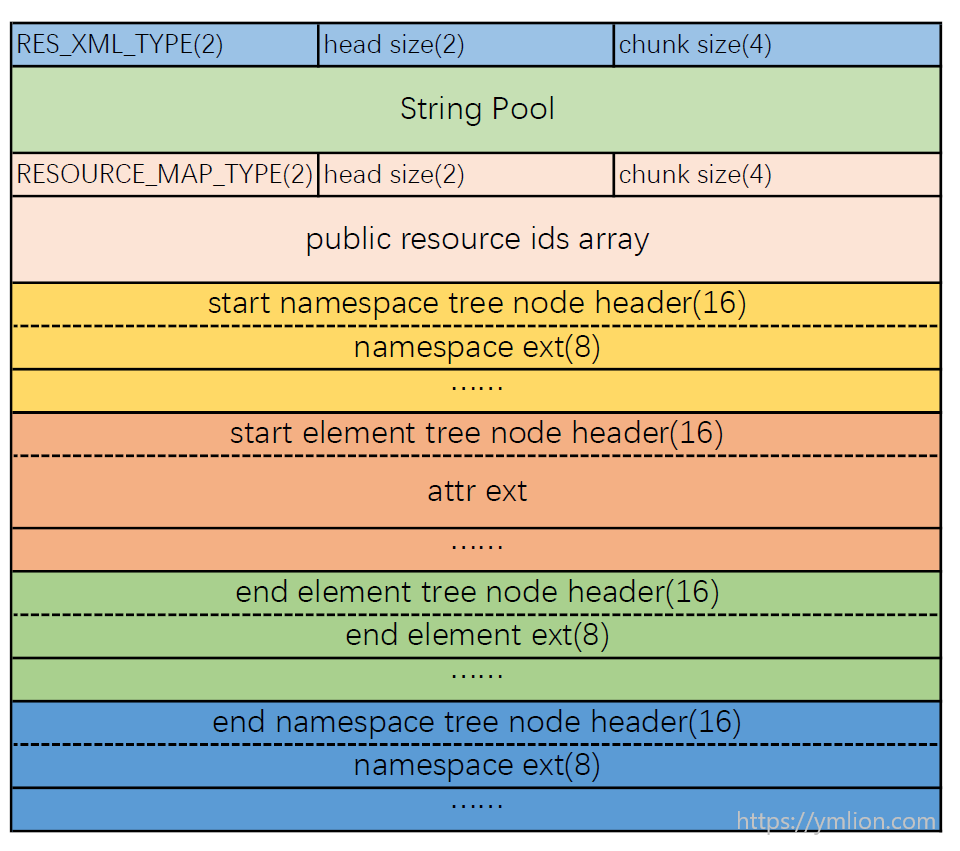 RES_XML_TYPE(2) head size(2) chunk size(4)
String Pool
RESOURCE_MAP_TYPE(2) head size(2) chunk size(4)
public resource ids array
start namespace tree node header(16)
namespace ext(8)
……
start element tree node header(16)
attr ext
……
end element tree node header(16)
end element ext(8)
……
end namespace tree node header(16)
namespace ext(8)
……
https://ymlion.com